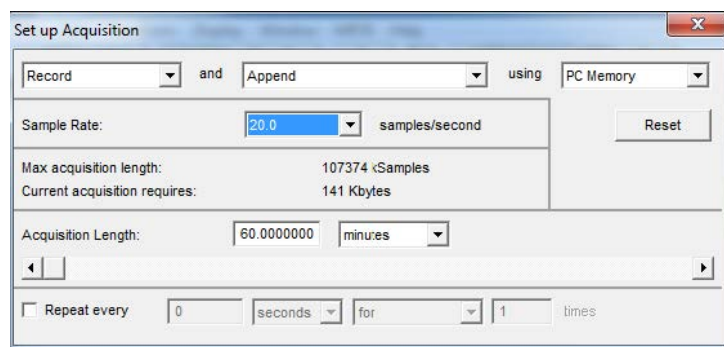 Set up Acquisition
Record and Append using PC Memory
Sample Rate: 20.0 samples/second Reset
Max acquisition length: 107374 kSamples
Current acquisition requires: 141 Kbytes
Acquisition Length: 60.0000000 minutes
Repeat every 0 seconds for 1 times